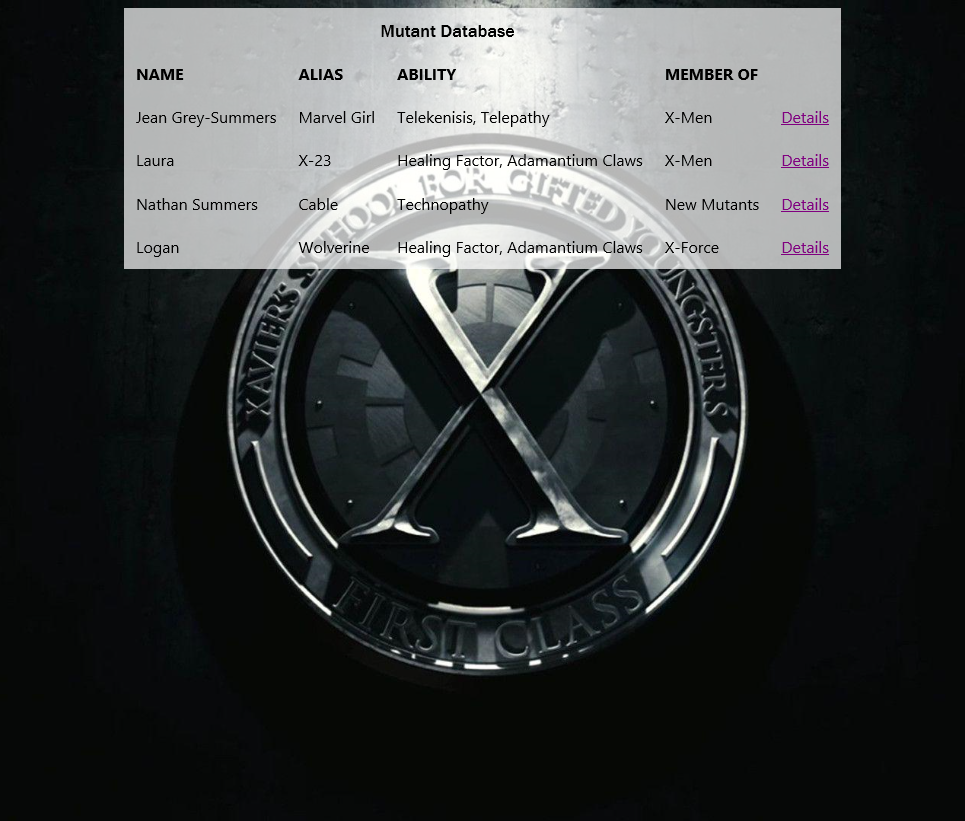 Mutant Database
NAME ALIAS ABILITY MEMBER OF
Jean Grey-Summers Marvel Girl Telekenisis, Telepathy X-Men Details
Laura X-23 Healing Factor, Adamantium Claws X-Men Details
Nathan Summers Cable Technopathy New Mutants Details
Logan Wolverine Healing Factor, Adamantium Claws X-Force Details
XAVIER'S SCHOOL FOR GIFTED YOUNGSTERS
X
FIRST CLASS